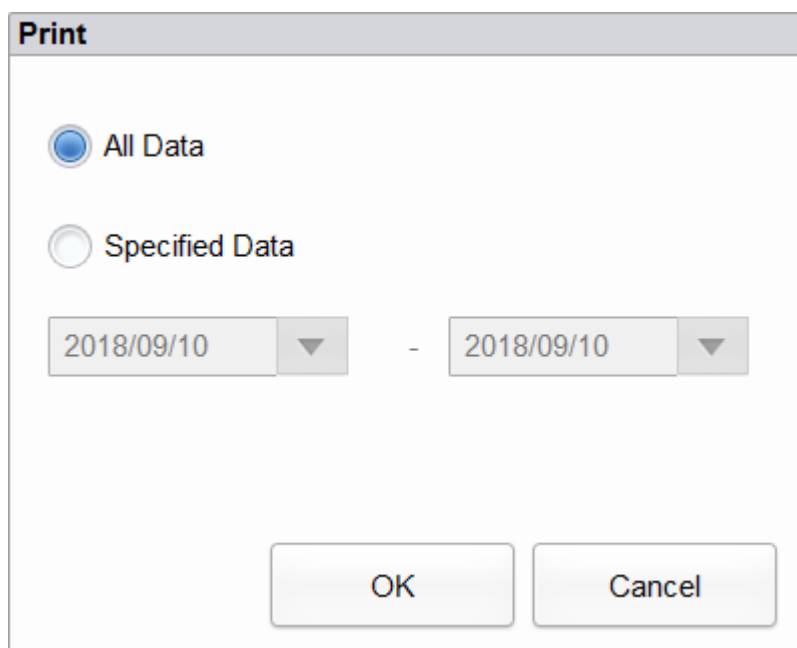 Print
All Data
Specified Data
2018/09/10 - 2018/09/10
OK Cancel